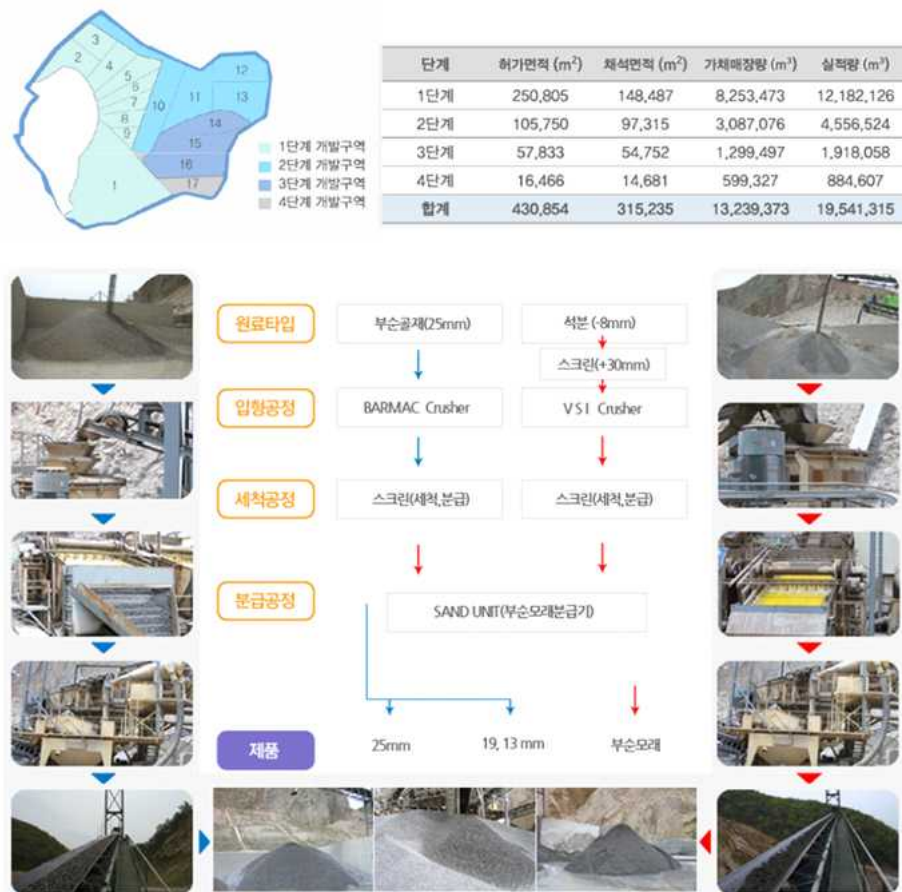 3
2
4
5
6
7
8
9
10
11
12
13
14
15
16
17
1
1단계 개발구역
2단계 개발구역
3단계 개발구역
4단계 개발구역
단계 허가면적 (m²) 채석면적 (m²) 가채매장량 (m³) 실적량 (m³)
1단계 250,805 148,487 8,253,473 12,182,126
2단계 105,750 97,315 3,087,076 4,556,524
3단계 57,833 54,752 1,299,497 1,918,058
4단계 16,466 14,681 599,327 884,607
합계 430,854 315,235 13,239,373 19,541,315
원료타입 부순골재(25mm) 석분 (-8mm)
스크린(+30mm)
입형공정 BARMAC Crusher V S I Crusher
세척공정 스크린(세척,분급) 스크린(세척,분급)
분급공정 SAND UNIT(부순모래분급기)
제품 25mm 19, 13 mm 부순모래